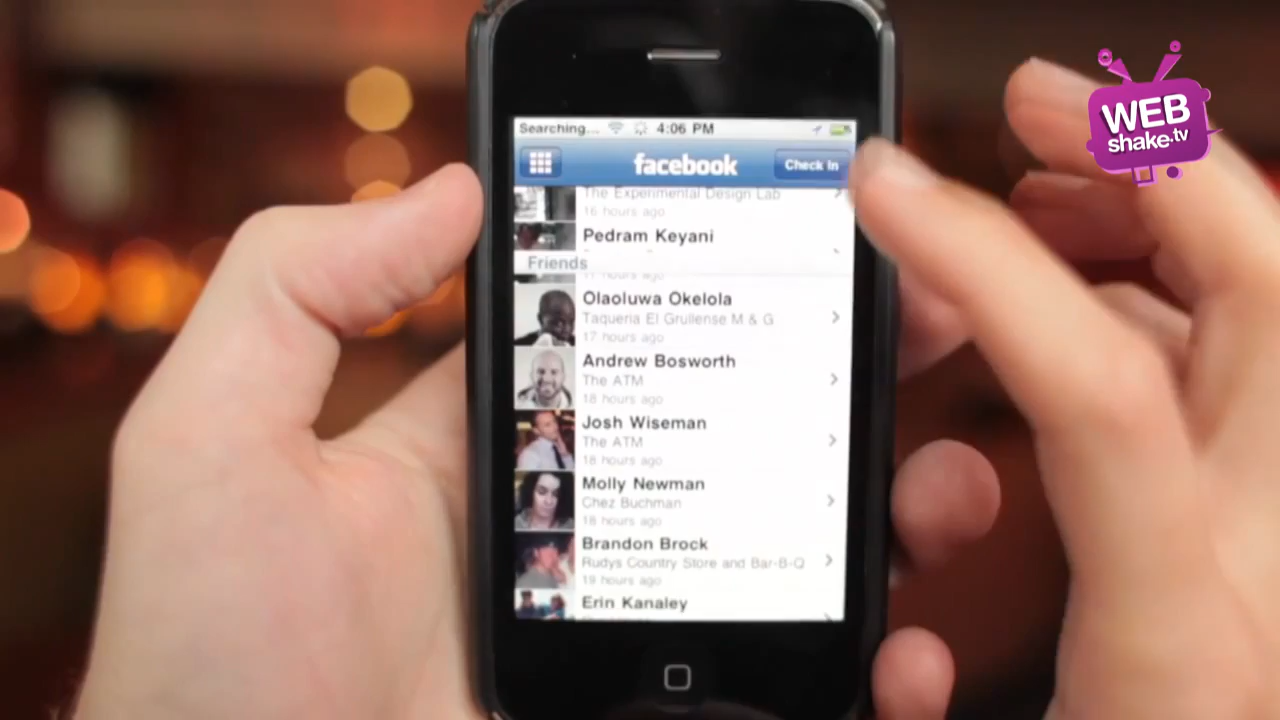 WEB
shake.tv
Searching... 4:06 PM
facebook
Check In
The Experimental Design Lab
16 hours ago
Pedram Keyani
Friends
hours ago
Olaoluwa Okelola
Taqueria El Grullense M & G
17 hours ago
Andrew Bosworth
The ATM
18 hours ago
Josh Wiseman
The ATM
18 hours ago
Molly Newman
Chez Buchman
18 hours ago
Brandon Brock
Rudys Country Store and Bar-B-Q
19 hours ago
Erin Kanaley